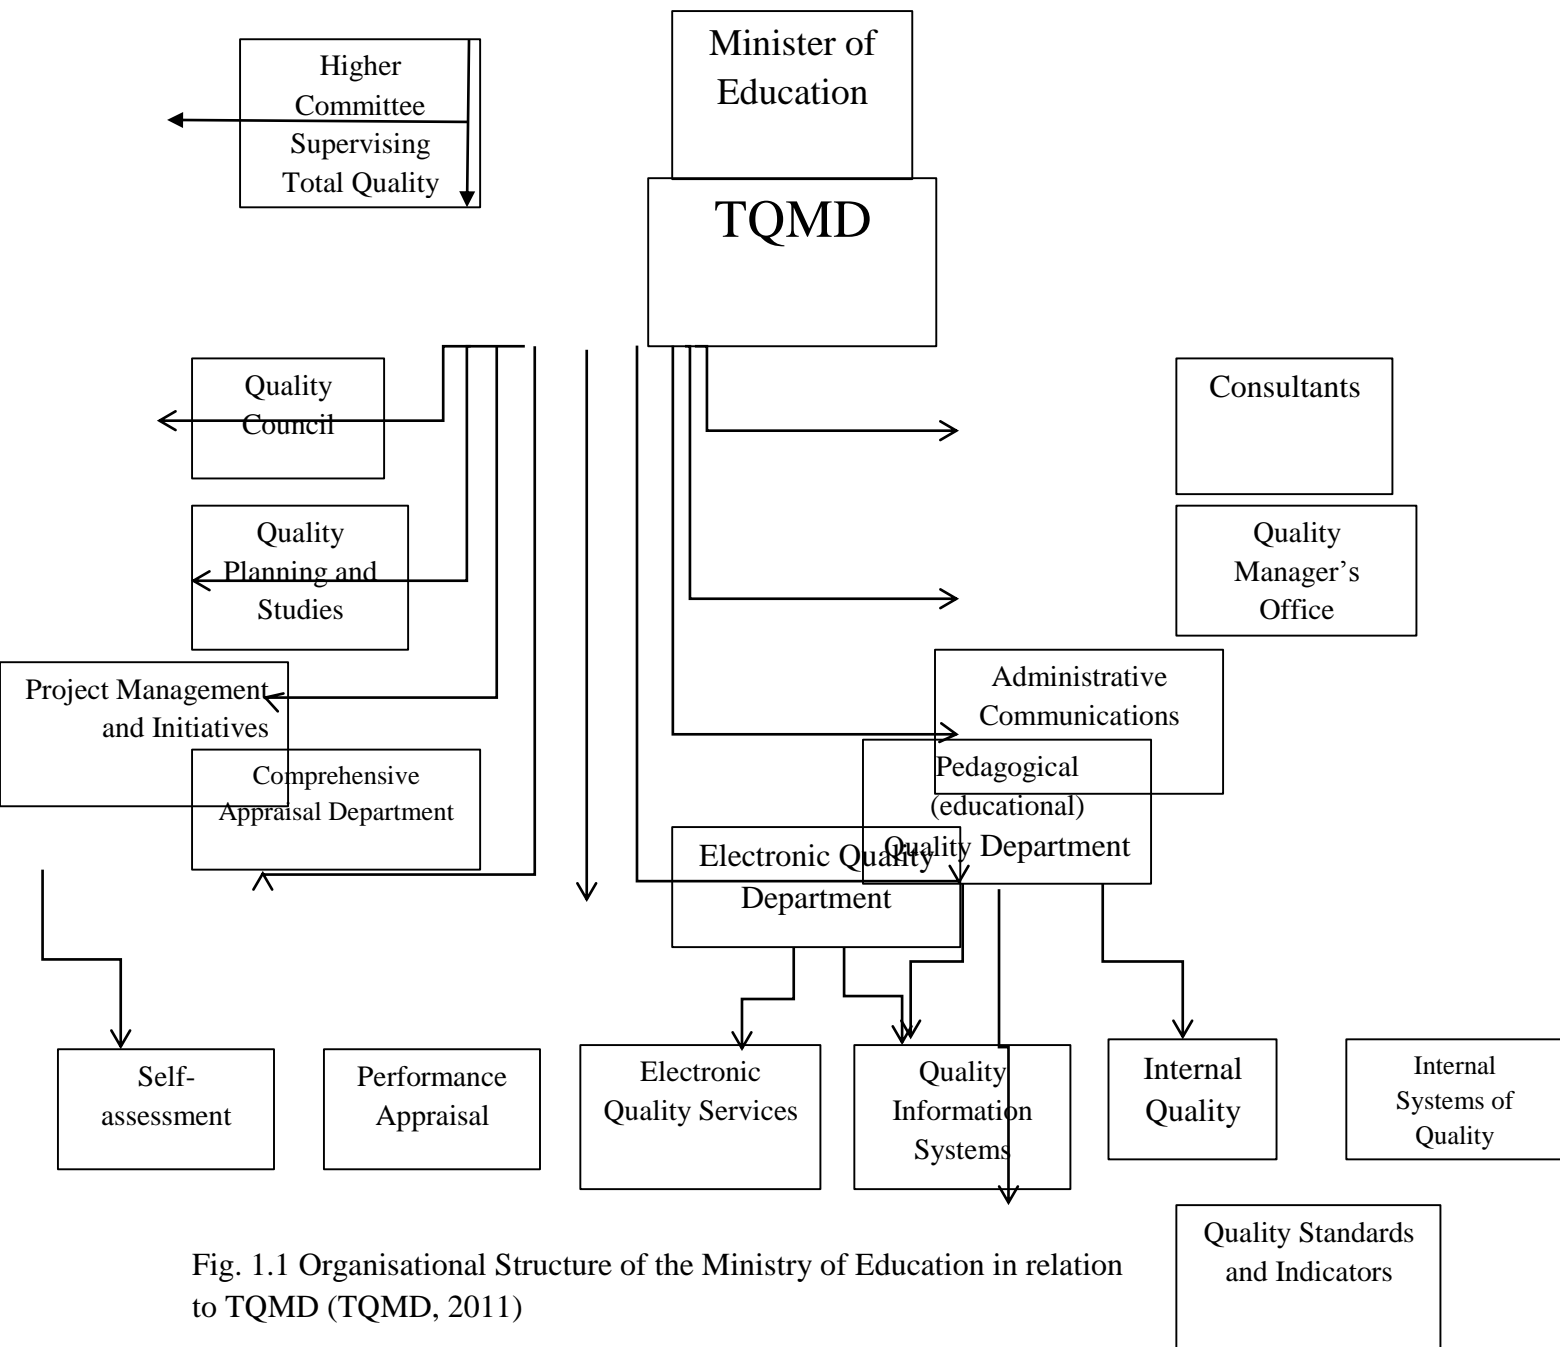 Minister of
Education
Higher
Committee
Supervising
Total Quality
TQMD
Quality
Council
Consultants
Quality
Planning and
Studies
Quality
Manager’s
Office
Project Management
and Initiatives
Administrative
Communications
Comprehensive
Appraisal Department
Pedagogical
(educational)
Quality Department
Electronic Quality
Department
Self-
assessment
Performance
Appraisal
Electronic
Quality Services
Quality
Information
Systems
Internal
Quality
Internal
Systems of
Quality
Quality Standards
and Indicators
Fig. 1.1 Organisational Structure of the Ministry of Education in relation
to TQMD (TQMD, 2011)